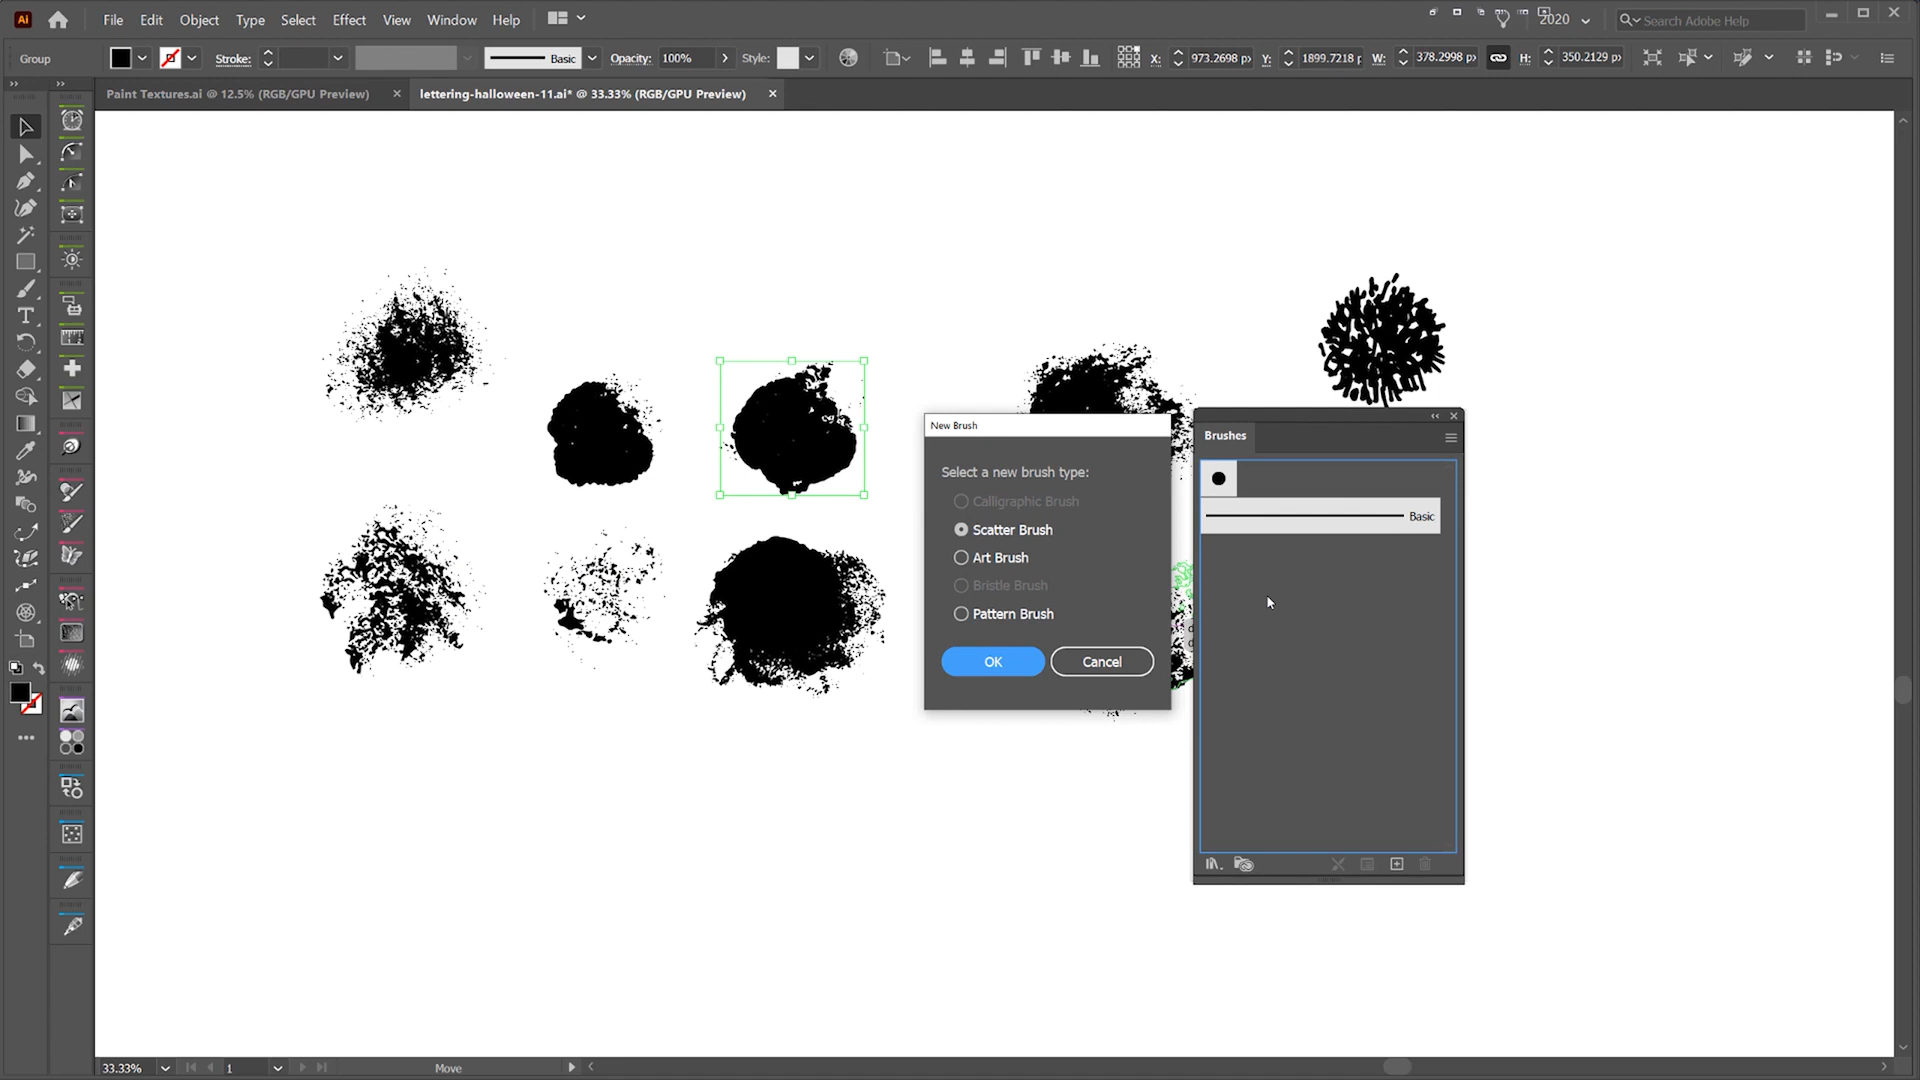 Ai File Edit Object Type Select Effect View Window Help 2020 Search Adobe Help
Group Stroke: Basic Opacity: 100% Style: X: 973.2698 px Y: 1899.7218 p W: 378.2998 px H: 350.2129 px
Paint Textures.ai @ 12.5% (RGB/GPU Preview) lettering-halloween-11.ai* @ 33.33% (RGB/GPU Preview)
New Brush
Select a new brush type:
Calligraphic Brush
Scatter Brush
Art Brush
Bristle Brush
Pattern Brush
OK Cancel
Brushes
Basic
33.33% 1 Move